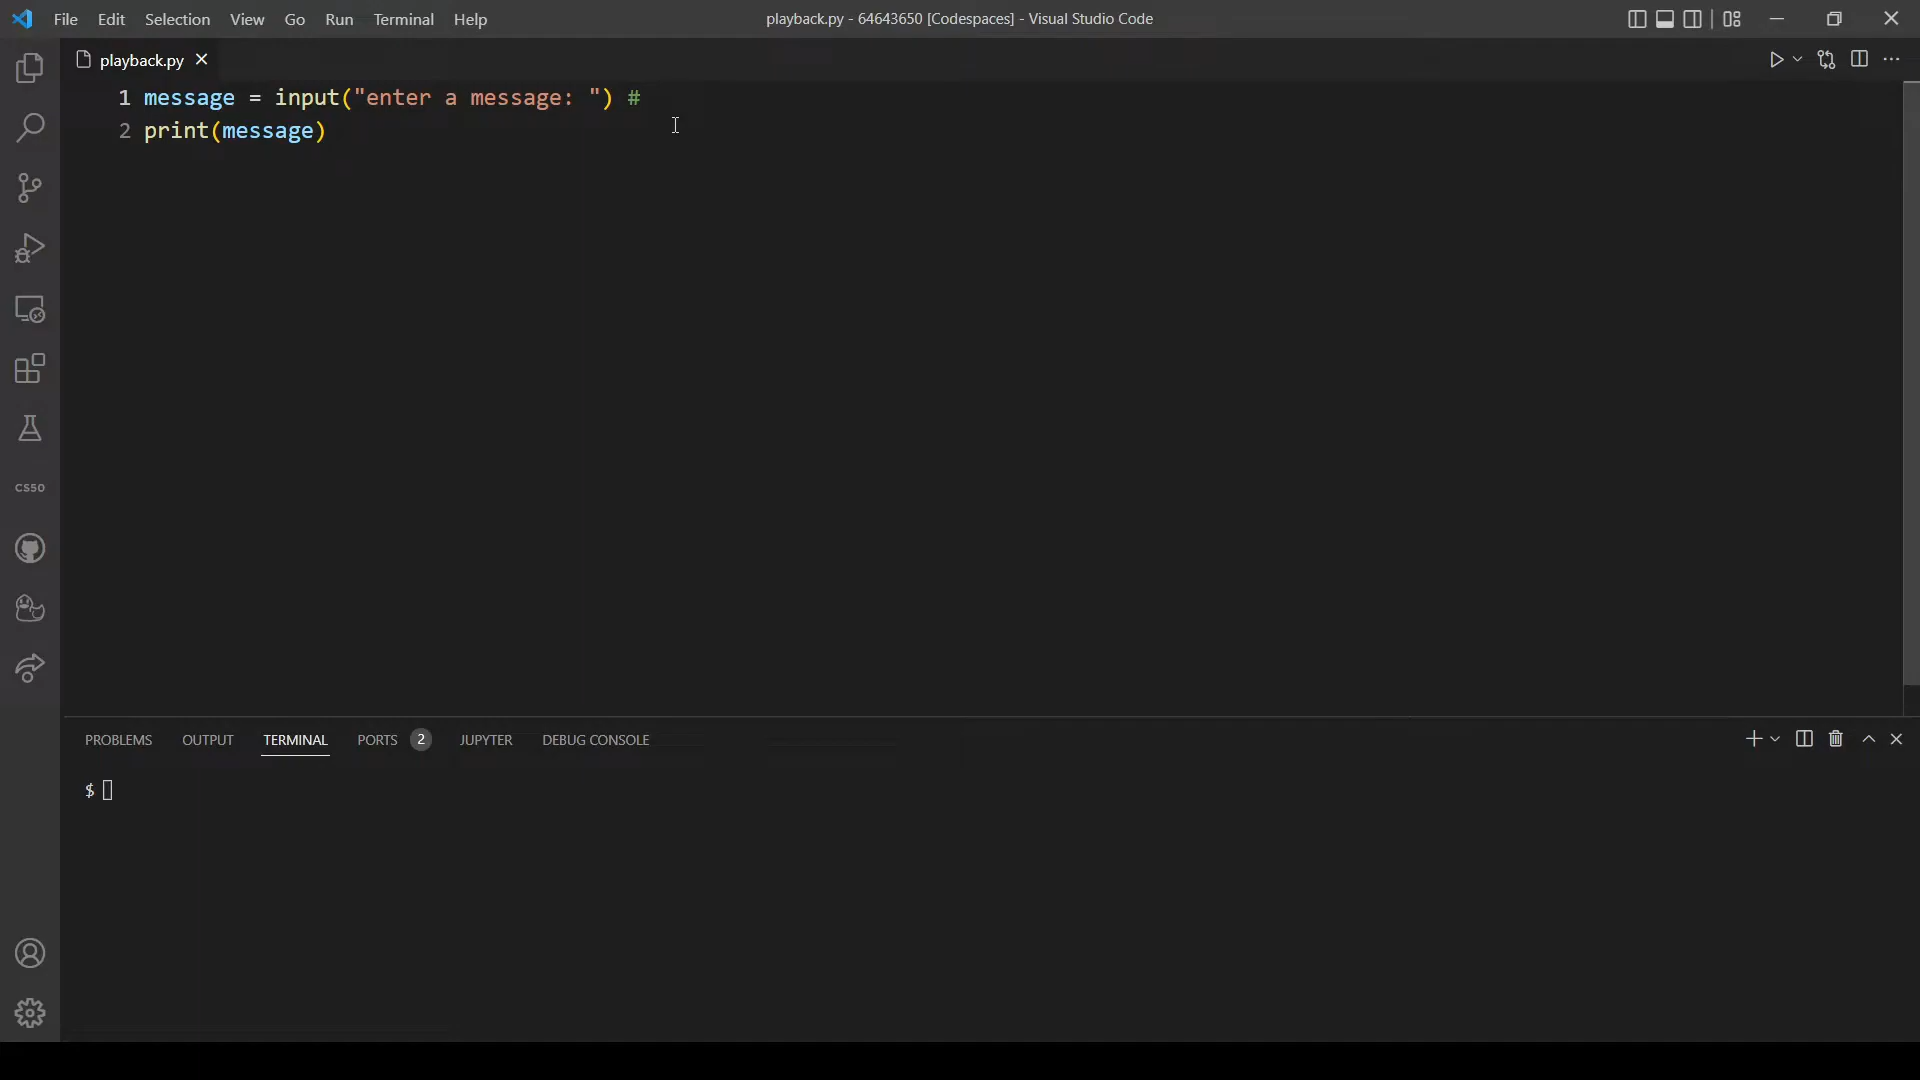 File Edit Selection View Go Run Terminal Help playback.py - 64643650 [Codespaces] - Visual Studio Code
playback.py
1 message = input("enter a message: ") #
2 print(message)
CS50
PROBLEMS OUTPUT TERMINAL PORTS 2 JUPYTER DEBUG CONSOLE
$